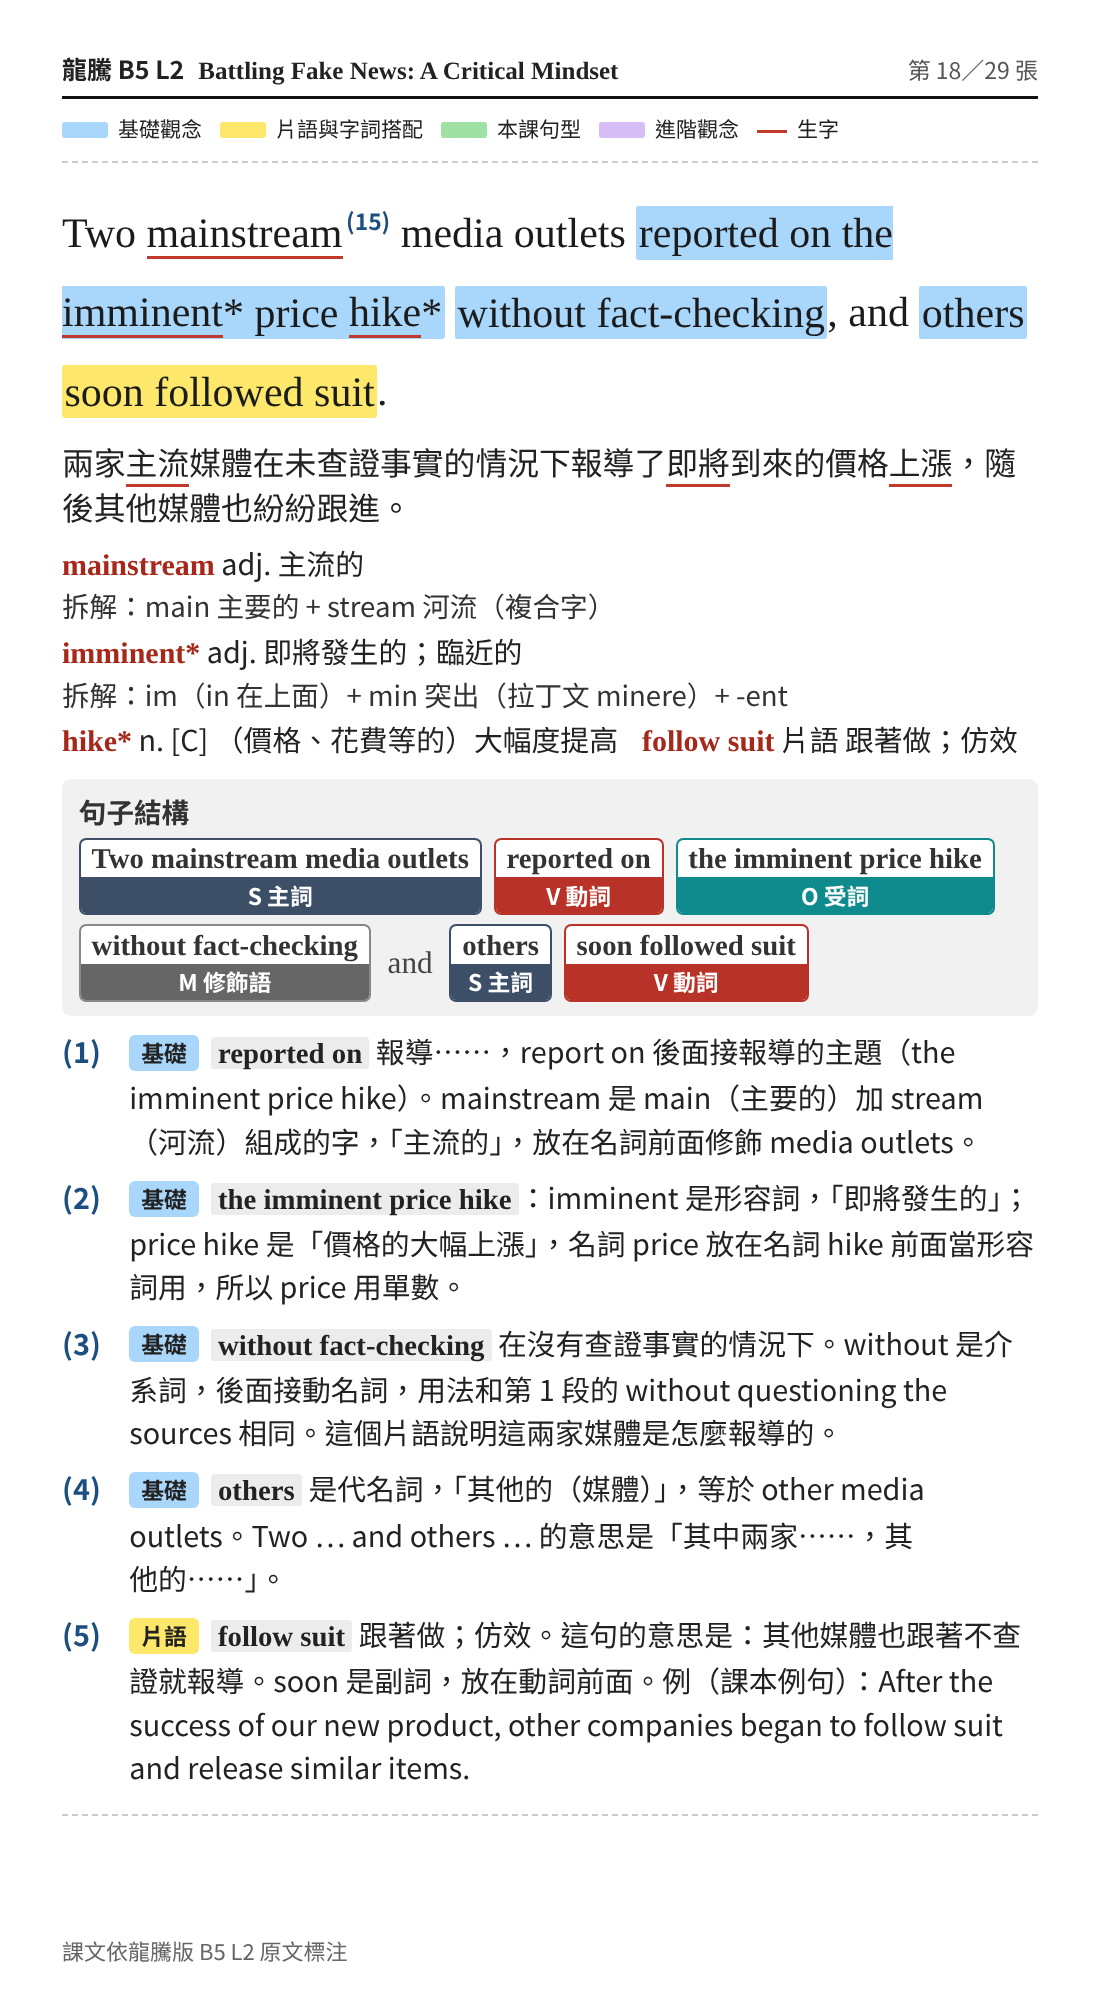 龍騰 B5 L2 Battling Fake News: A Critical Mindset 第 18／29 張
基礎觀念 片語與字詞搭配 本課句型 進階觀念 生字
Two mainstream(15) media outlets reported on the
imminent* price hike* without fact-checking, and others
soon followed suit.
兩家主流媒體在未查證事實的情況下報導了即將到來的價格上漲，隨
後其他媒體也紛紛跟進。
mainstream adj. 主流的
拆解：main 主要的 + stream 河流（複合字）
imminent* adj. 即將發生的；臨近的
拆解：im（in 在上面）+ min 突出（拉丁文 minere）+ -ent
hike* n. [C] （價格、花費等的）大幅度提高 follow suit 片語 跟著做；仿效
句子結構
Two mainstream media outlets reported on the imminent price hike
S 主詞 V 動詞 O 受詞
without fact-checking and others soon followed suit
M 修飾語 S 主詞 V 動詞
(1) 基礎 reported on 報導……，report on 後面接報導的主題（the
imminent price hike）。mainstream 是 main（主要的）加 stream
（河流）組成的字，「主流的」，放在名詞前面修飾 media outlets。
(2) 基礎 the imminent price hike：imminent 是形容詞，「即將發生的」；
price hike 是「價格的大幅上漲」，名詞 price 放在名詞 hike 前面當形容
詞用，所以 price 用單數。
(3) 基礎 without fact-checking 在沒有查證事實的情況下。without 是介
系詞，後面接動名詞，用法和第 1 段的 without questioning the
sources 相同。這個片語說明這兩家媒體是怎麼報導的。
(4) 基礎 others 是代名詞，「其他的（媒體）」，等於 other media
outlets。Two … and others … 的意思是「其中兩家……，其
他的……」。
(5) 片語 follow suit 跟著做；仿效。這句的意思是：其他媒體也跟著不查
證就報導。soon 是副詞，放在動詞前面。例（課本例句）：After the
success of our new product, other companies began to follow suit
and release similar items.
課文依龍騰版 B5 L2 原文標注